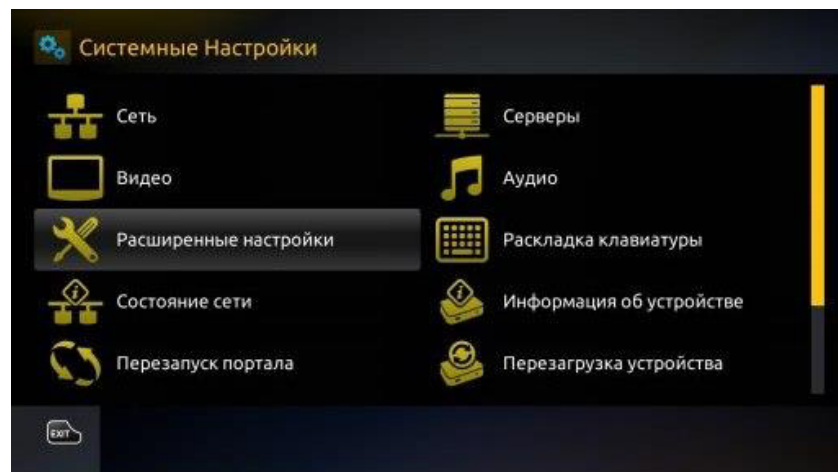 Системные Настройки
Сеть
Серверы
Видео
Аудио
Расширенные настройки
Раскладка клавиатуры
Состояние сети
Информация об устройстве
Перезапуск портала
Перезагрузка устройства
EXIT